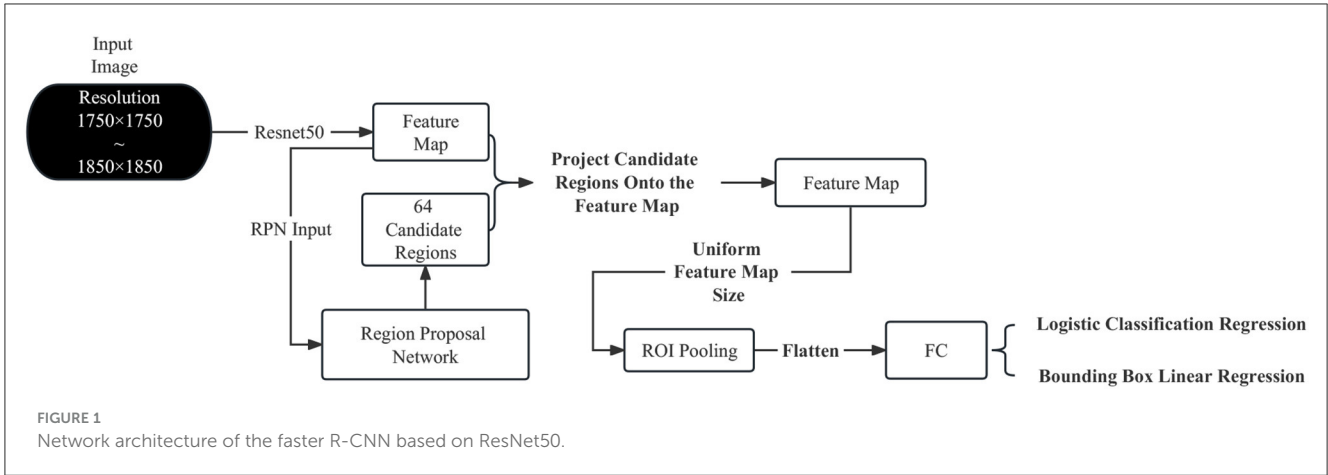 Input
Image
Resolution
1750×1750
~
1850×1850
Resnet50
Feature
Map
RPN Input
64
Candidate
Regions
Region Proposal
Network
Project Candidate
Regions Onto the
Feature Map
Feature Map
Uniform
Feature Map
Size
ROI Pooling
Flatten
FC
Logistic Classification Regression
Bounding Box Linear Regression
FIGURE 1
Network architecture of the faster R-CNN based on ResNet50.